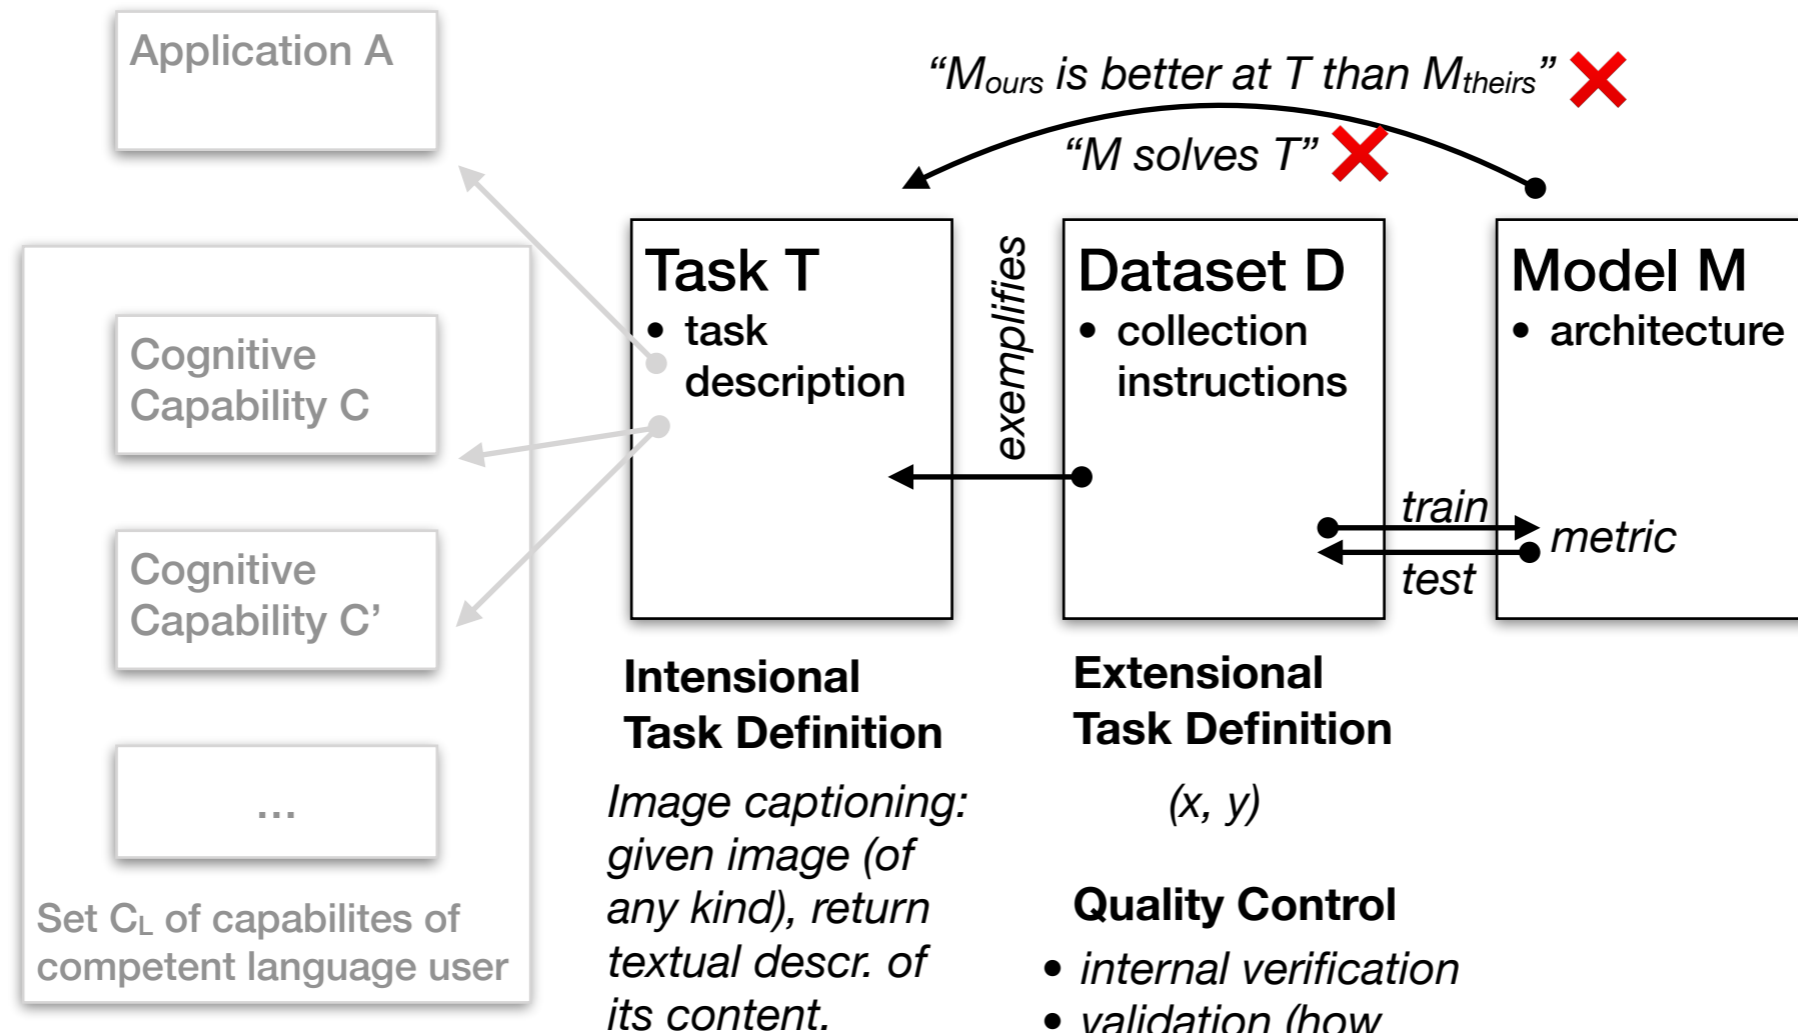 Application A
“Mours is better at T than Mtheirs”
“M solves T”
Cognitive
Capability C
Cognitive
Capability C’
...
Set CL of capabilites of
competent language user
Task T
• task
description
exemplifies
Dataset D
• collection
instructions
train
test
Model M
• architecture
metric
Intensional
Task Definition
Image captioning:
given image (of
any kind), return
textual descr. of
its content.
Extensional
Task Definition
(x, y)
Quality Control
• internal verification
• validation (how